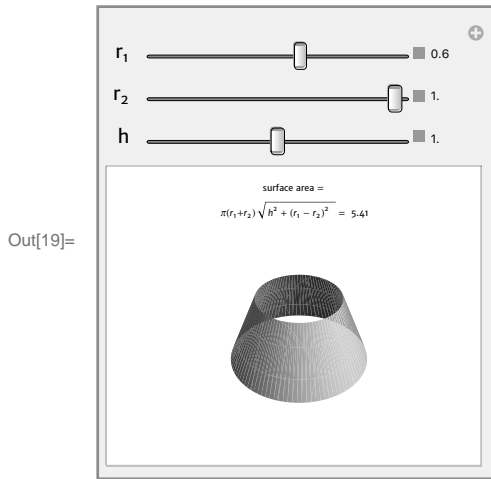 r₁ 0.6
r₂ 1.
h 1.
surface area =
π(r₁+r₂) √(h² + (r₁ − r₂)²) = 5.41
Out[19]=